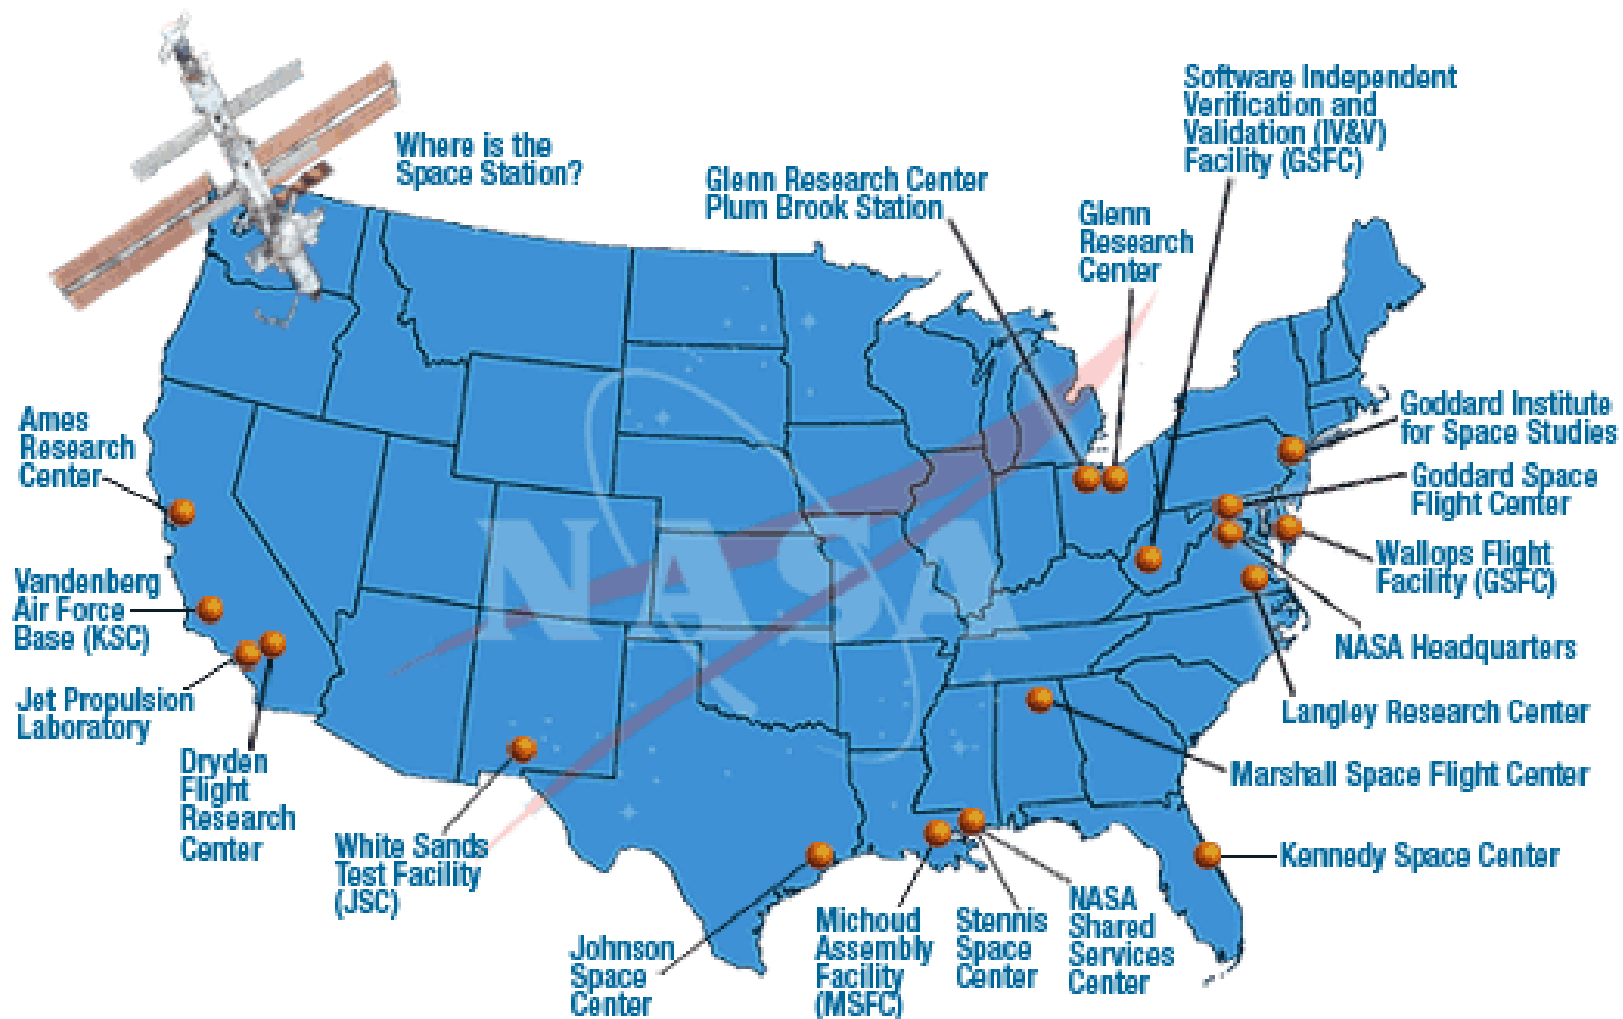 Where is the
Space Station?
Software Independent
Verification and
Validation (IV&V)
Facility (GSFC)
Glenn Research Center
Plum Brook Station
Glenn
Research
Center
Ames
Research
Center
Goddard Institute
for Space Studies
Goddard Space
Flight Center
Wallops Flight
Facility (GSFC)
NASA Headquarters
Langley Research Center
Marshall Space Flight Center
Kennedy Space Center
Vandenberg
Air Force
Base (KSC)
Jet Propulsion
Laboratory
Dryden
Flight
Research
Center
White Sands
Test Facility
(JSC)
Johnson
Space
Center
Michoud
Assembly
Facility
(MSFC)
Stennis
Space
Center
NASA
Shared
Services
Center
NASA